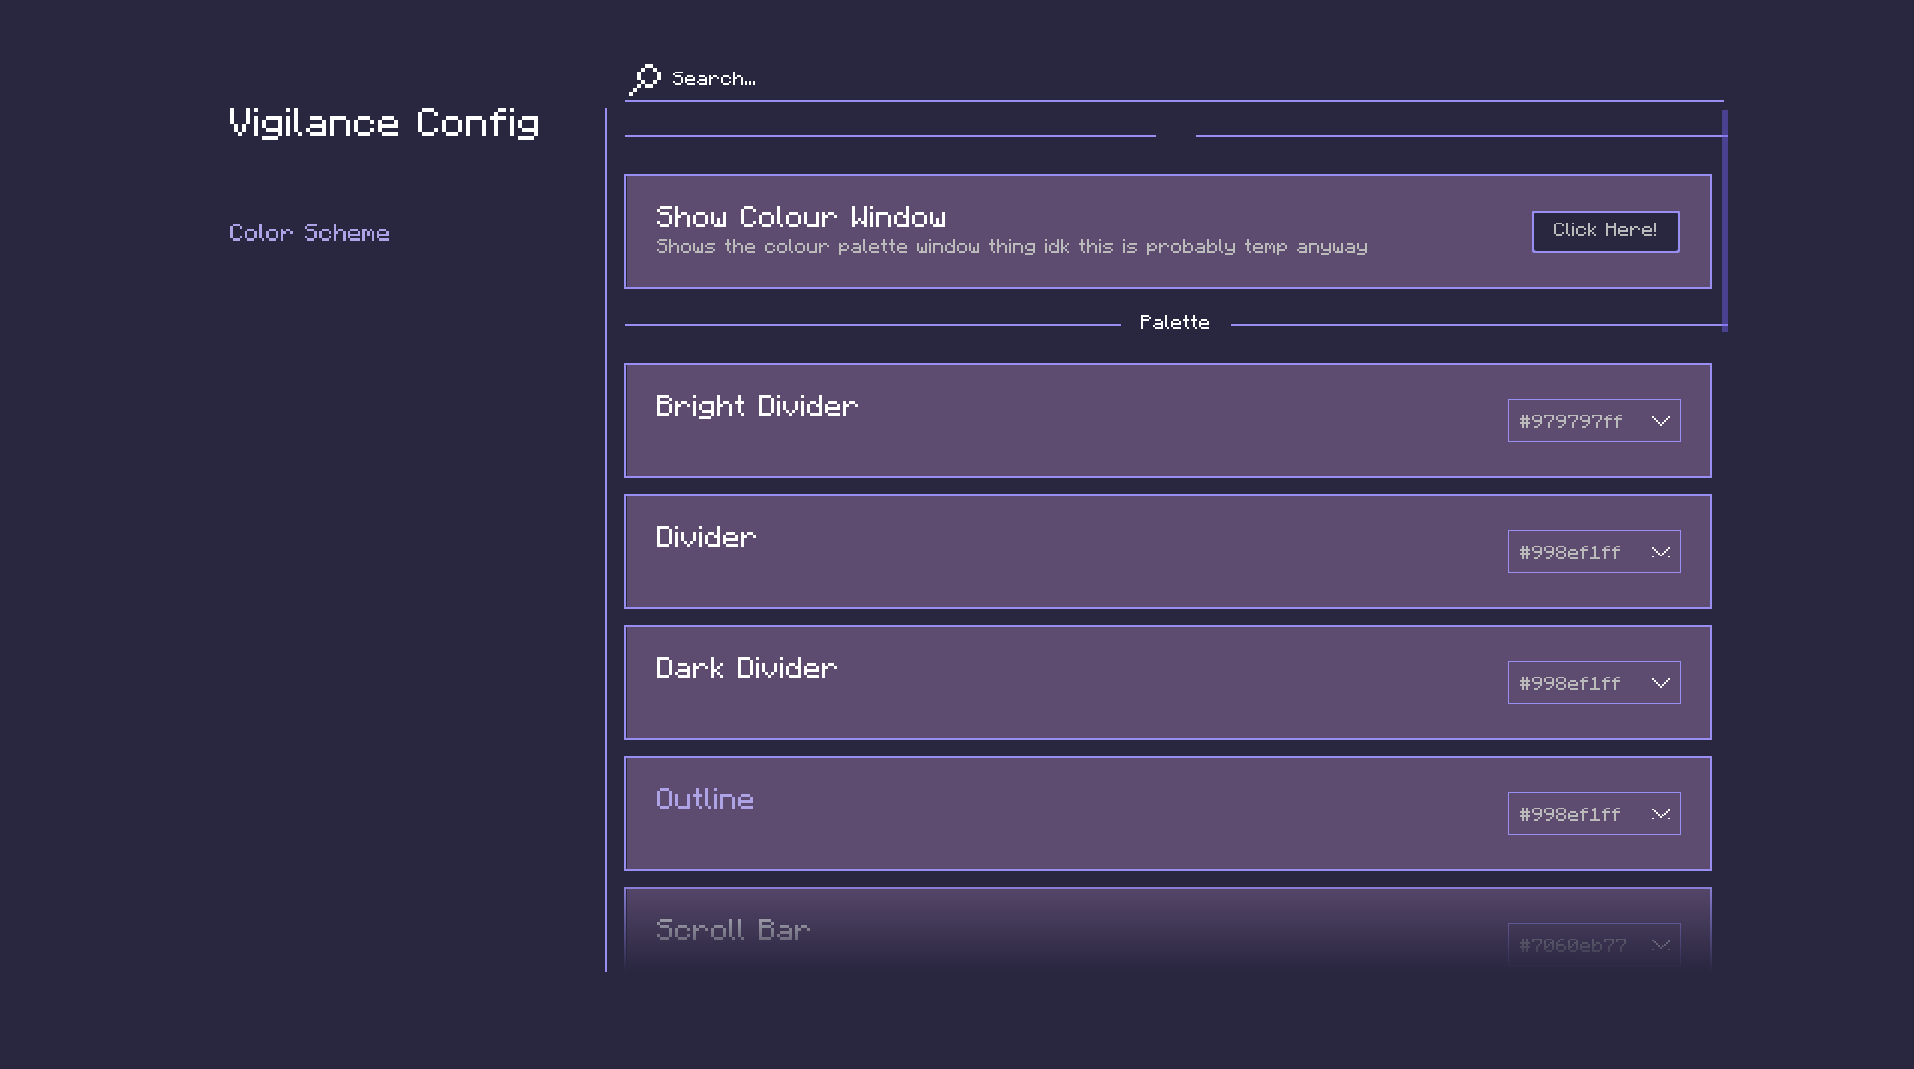 Search...
Vigilance Config
Color Scheme
Show Colour Window
Shows the colour palette window thing idk this is probably temp anyway
Click Here!
Palette
Bright Divider
#979797ff
Divider
#998ef1ff
Dark Divider
#998ef1ff
Outline
#998ef1ff
Scroll Bar
#7060eb77